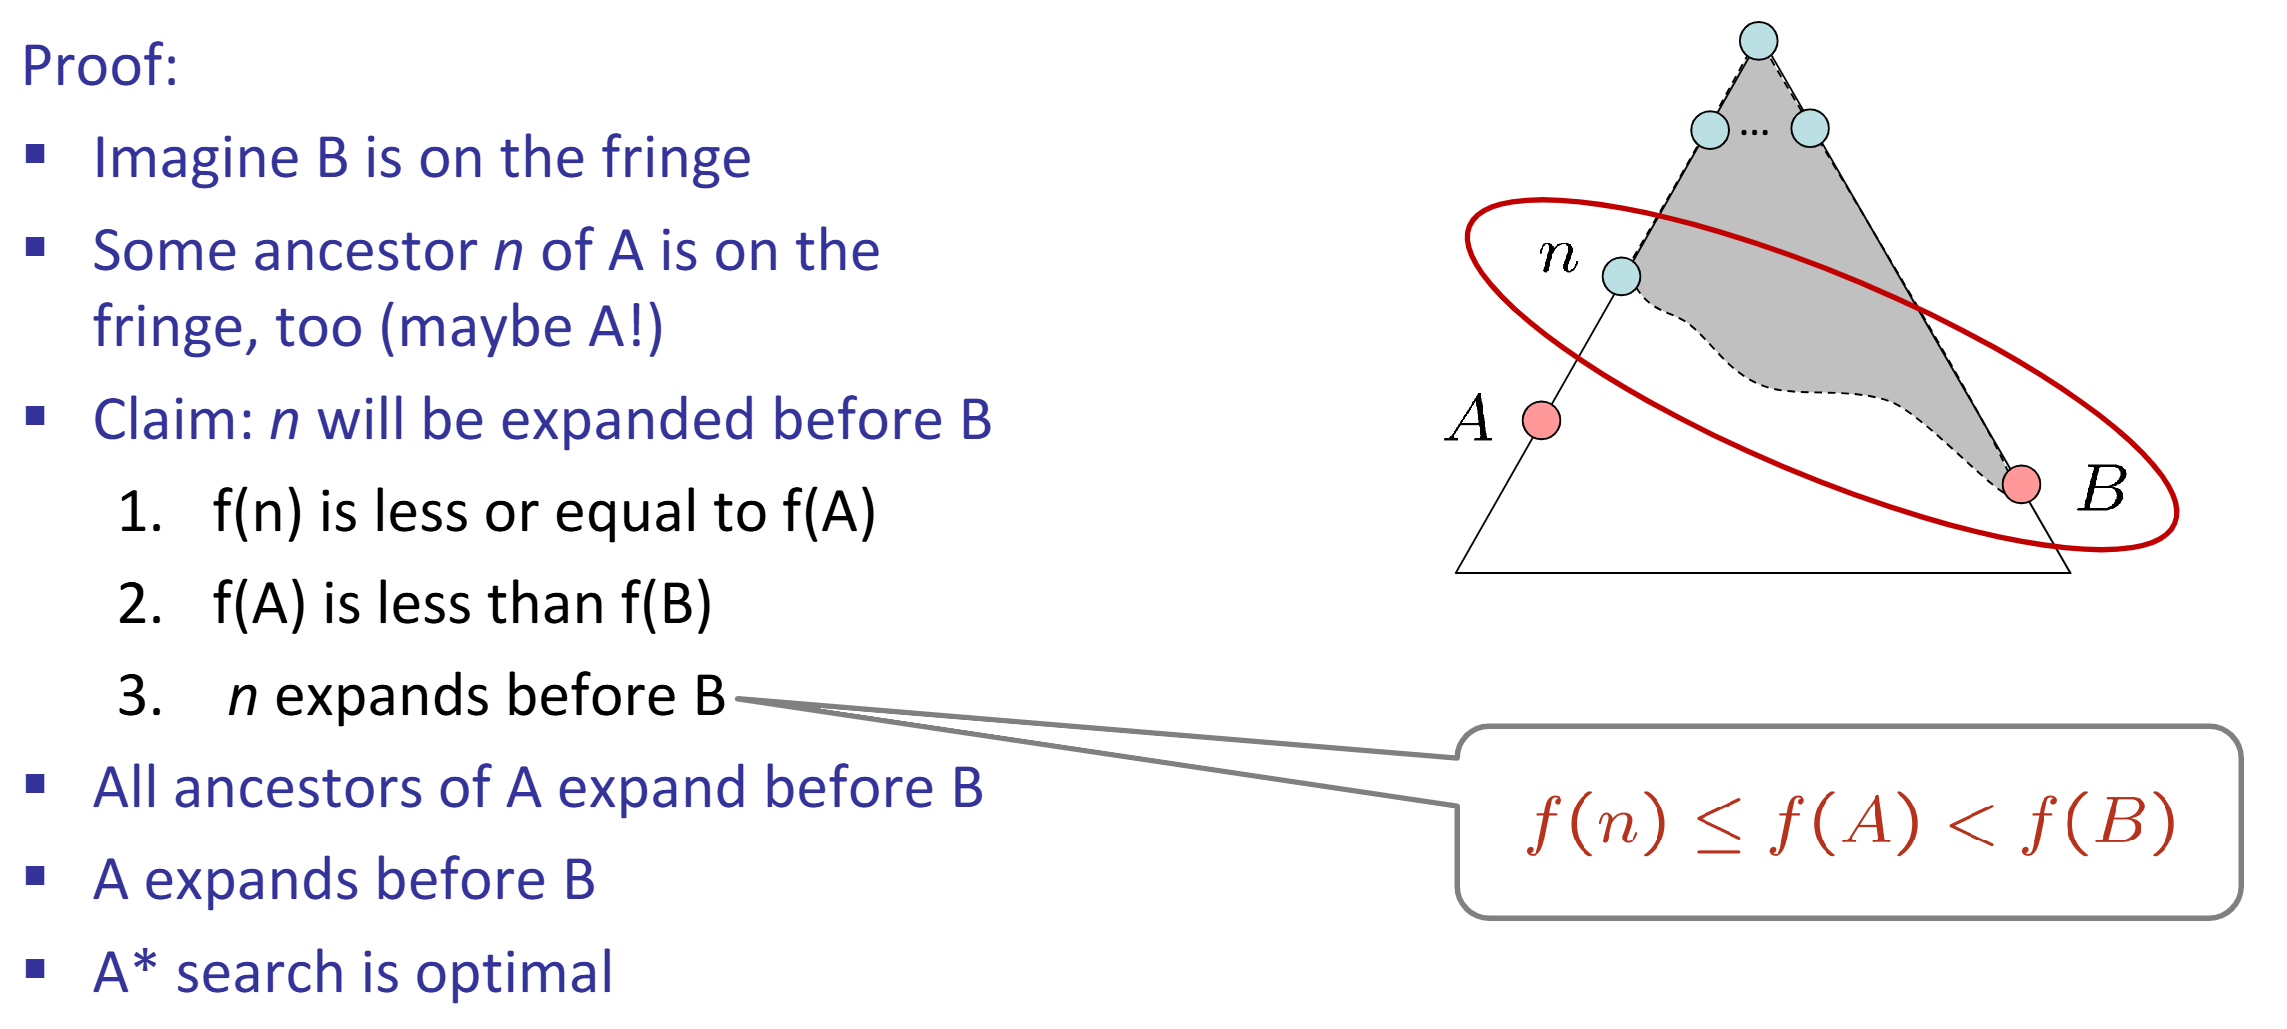 Proof:
▪ Imagine B is on the fringe
▪ Some ancestor n of A is on the
fringe, too (maybe A!)
▪ Claim: n will be expanded before B
1. f(n) is less or equal to f(A)
2. f(A) is less than f(B)
3. n expands before B
▪ All ancestors of A expand before B
▪ A expands before B
▪ A* search is optimal
...
n
A
B
f(n) ≤ f(A) < f(B)